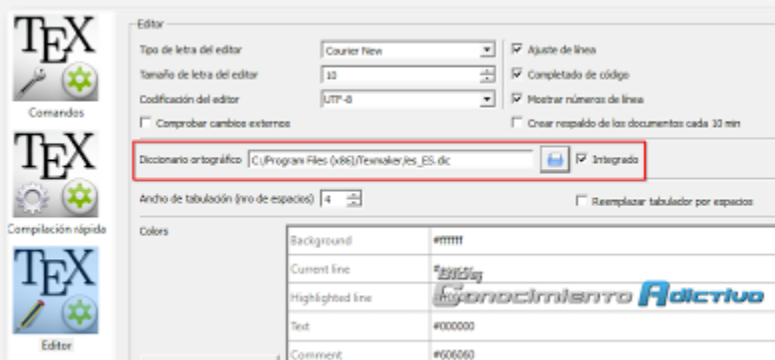 Editor
TEX
Comandos
Tipo de letra del editor Courier New Ajuste de línea
Tamaño de letra del editor 10 Completado de código
Codificación del editor UTF-8 Mostrar números de línea
Comprobar cambios externos Crear respaldo de los documentos cada 10 min
TEX
Compilación rápida
Diccionario ortográfico C:/Program Files (x86)/Texmaker/es_ES.dic Integrado
Ancho de tabulación (nro de espacios) 4 Reemplazar tabulador por espacios
TEX
Editor
Colors
Background #ffffff
Current line
Highlighted line
Blog
Conocimiento Adictivo
Text #000000
Comment #606060